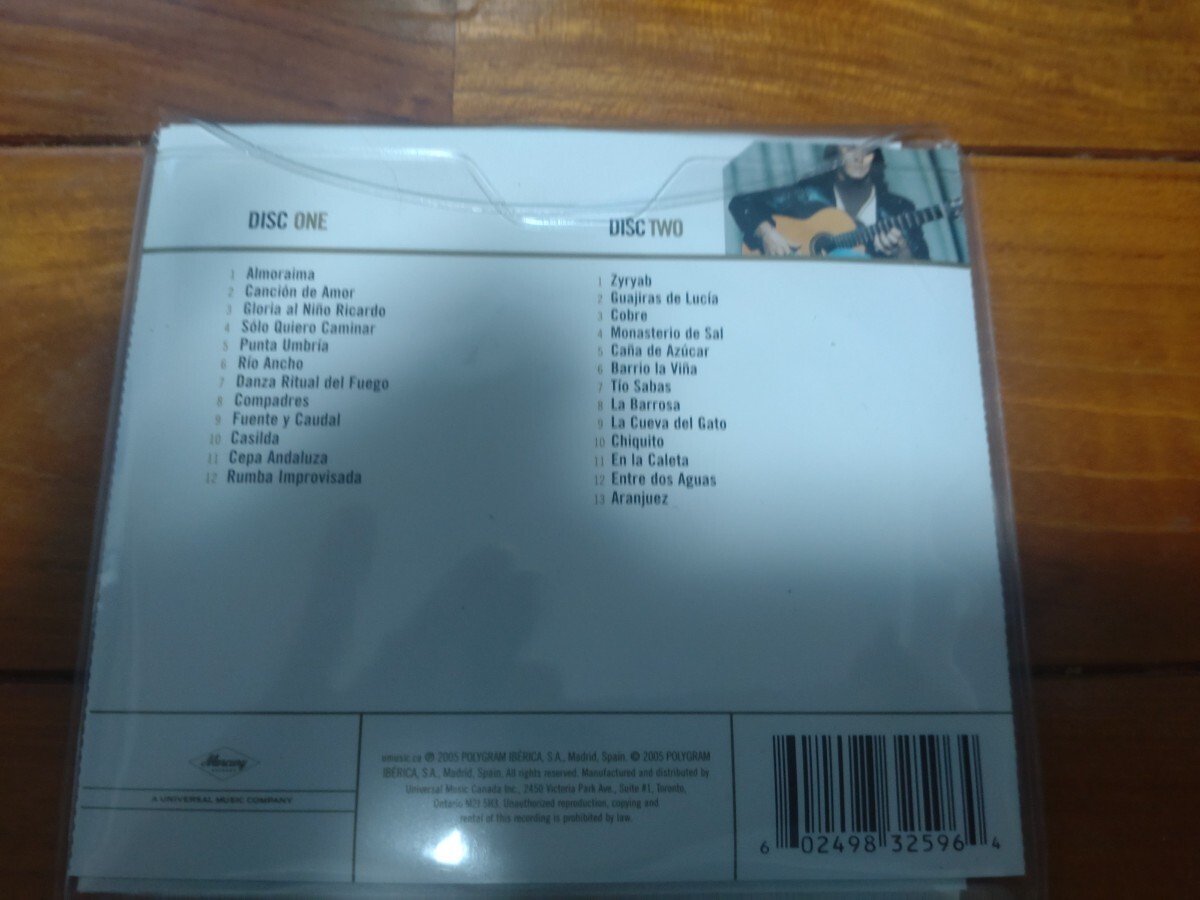 DISC ONE
1 Almoraima
2 Canción de Amor
3 Gloria al Niño Ricardo
4 Sólo Quiero Caminar
5 Punta Umbría
6 Río Ancho
7 Danza Ritual del Fuego
8 Compadres
9 Fuente y Caudal
10 Casilda
11 Cepa Andaluza
12 Rumba Improvisada
DISC TWO
1 Zyryab
2 Guajiras de Lucía
3 Cobre
4 Monasterio de Sal
5 Caña de Azúcar
6 Barrio la Viña
7 Tío Sabas
8 La Barrosa
9 La Cueva del Gato
10 Chiquito
11 En la Caleta
12 Entre dos Aguas
13 Aranjuez
Mercury
A UNIVERSAL MUSIC COMPANY
umusic.ca ℗ 2005 POLYGRAM IBÉRICA, S.A., Madrid, Spain. © 2005 POLYGRAM
IBÉRICA, S.A., Madrid, Spain. All rights reserved. Manufactured and distributed by
Universal Music Canada Inc., 2450 Victoria Park Ave., Suite #1, Toronto,
Ontario M2J 5H3. Unauthorized reproduction, copying and
rental of this recording is prohibited by law.
6 02498 32596 4